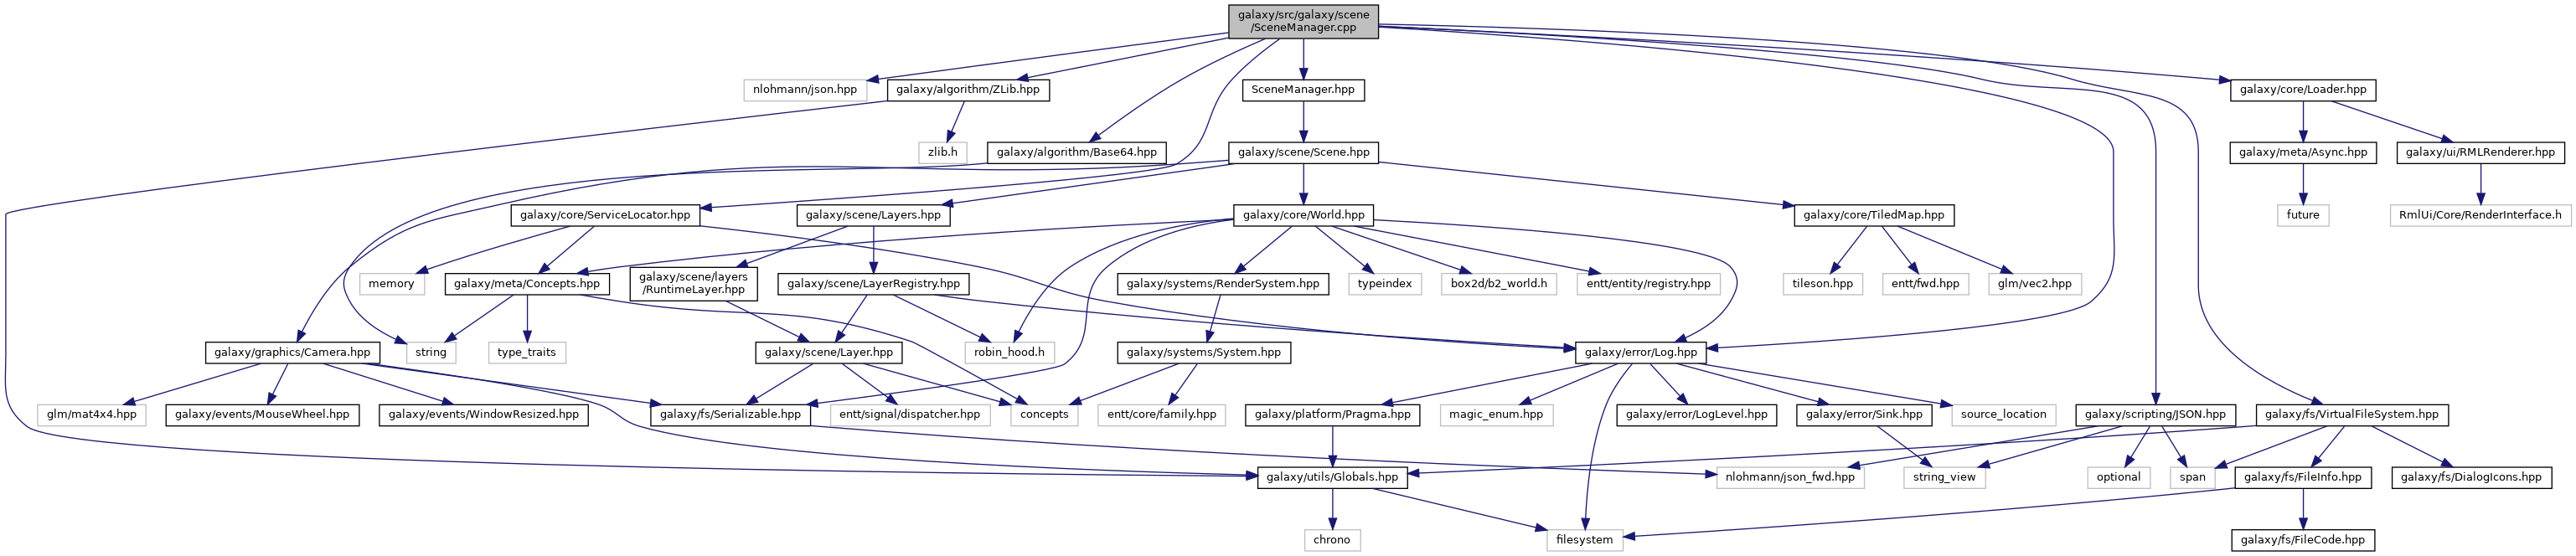 galaxy/src/galaxy/scene
/SceneManager.cpp
nlohmann/json.hpp
galaxy/algorithm/ZLib.hpp
SceneManager.hpp
galaxy/core/Loader.hpp
zlib.h
galaxy/algorithm/Base64.hpp
galaxy/scene/Scene.hpp
galaxy/meta/Async.hpp
galaxy/ui/RMLRenderer.hpp
galaxy/core/ServiceLocator.hpp
galaxy/scene/Layers.hpp
galaxy/core/World.hpp
galaxy/core/TiledMap.hpp
future
RmlUi/Core/RenderInterface.h
memory
galaxy/meta/Concepts.hpp
galaxy/scene/layers
/RuntimeLayer.hpp
galaxy/scene/LayerRegistry.hpp
galaxy/systems/RenderSystem.hpp
typeindex
box2d/b2_world.h
entt/entity/registry.hpp
tileson.hpp
entt/fwd.hpp
glm/vec2.hpp
galaxy/graphics/Camera.hpp
string
type_traits
galaxy/scene/Layer.hpp
robin_hood.h
galaxy/systems/System.hpp
galaxy/error/Log.hpp
glm/mat4x4.hpp
galaxy/events/MouseWheel.hpp
galaxy/events/WindowResized.hpp
galaxy/fs/Serializable.hpp
entt/signal/dispatcher.hpp
concepts
entt/core/family.hpp
galaxy/platform/Pragma.hpp
magic_enum.hpp
galaxy/error/LogLevel.hpp
galaxy/error/Sink.hpp
source_location
galaxy/scripting/JSON.hpp
galaxy/fs/VirtualFileSystem.hpp
galaxy/utils/Globals.hpp
nlohmann/json_fwd.hpp
string_view
optional
span
galaxy/fs/FileInfo.hpp
galaxy/fs/DialogIcons.hpp
chrono
filesystem
galaxy/fs/FileCode.hpp